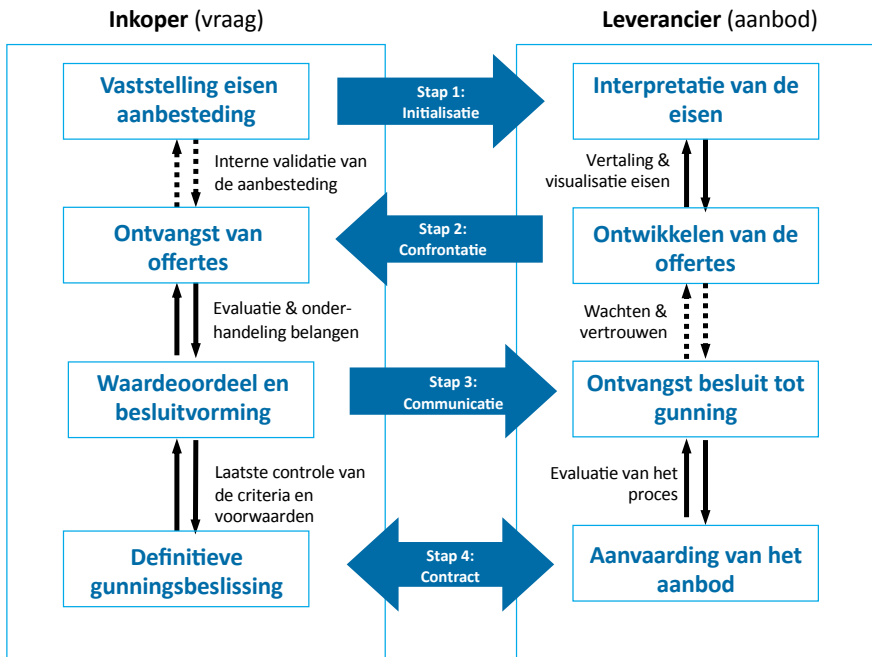 Inkoper (vraag)
Leverancier (aanbod)
Vaststelling eisen
aanbesteding
Stap 1:
Initialisatie
Interpretatie van de
eisen
Interne validatie van
de aanbesteding
Vertaling &
visualisatie eisen
Ontvangst van
offertes
Stap 2:
Confrontatie
Ontwikkelen van de
offertes
Evaluatie & onder-
handeling belangen
Wachten &
vertrouwen
Waardeoordeel en
besluitvorming
Stap 3:
Communicatie
Ontvangst besluit tot
gunning
Laatste controle van
de criteria en
voorwaarden
Evaluatie van het
proces
Definitieve
gunningsbeslissing
Stap 4:
Contract
Aanvaarding van het
aanbod